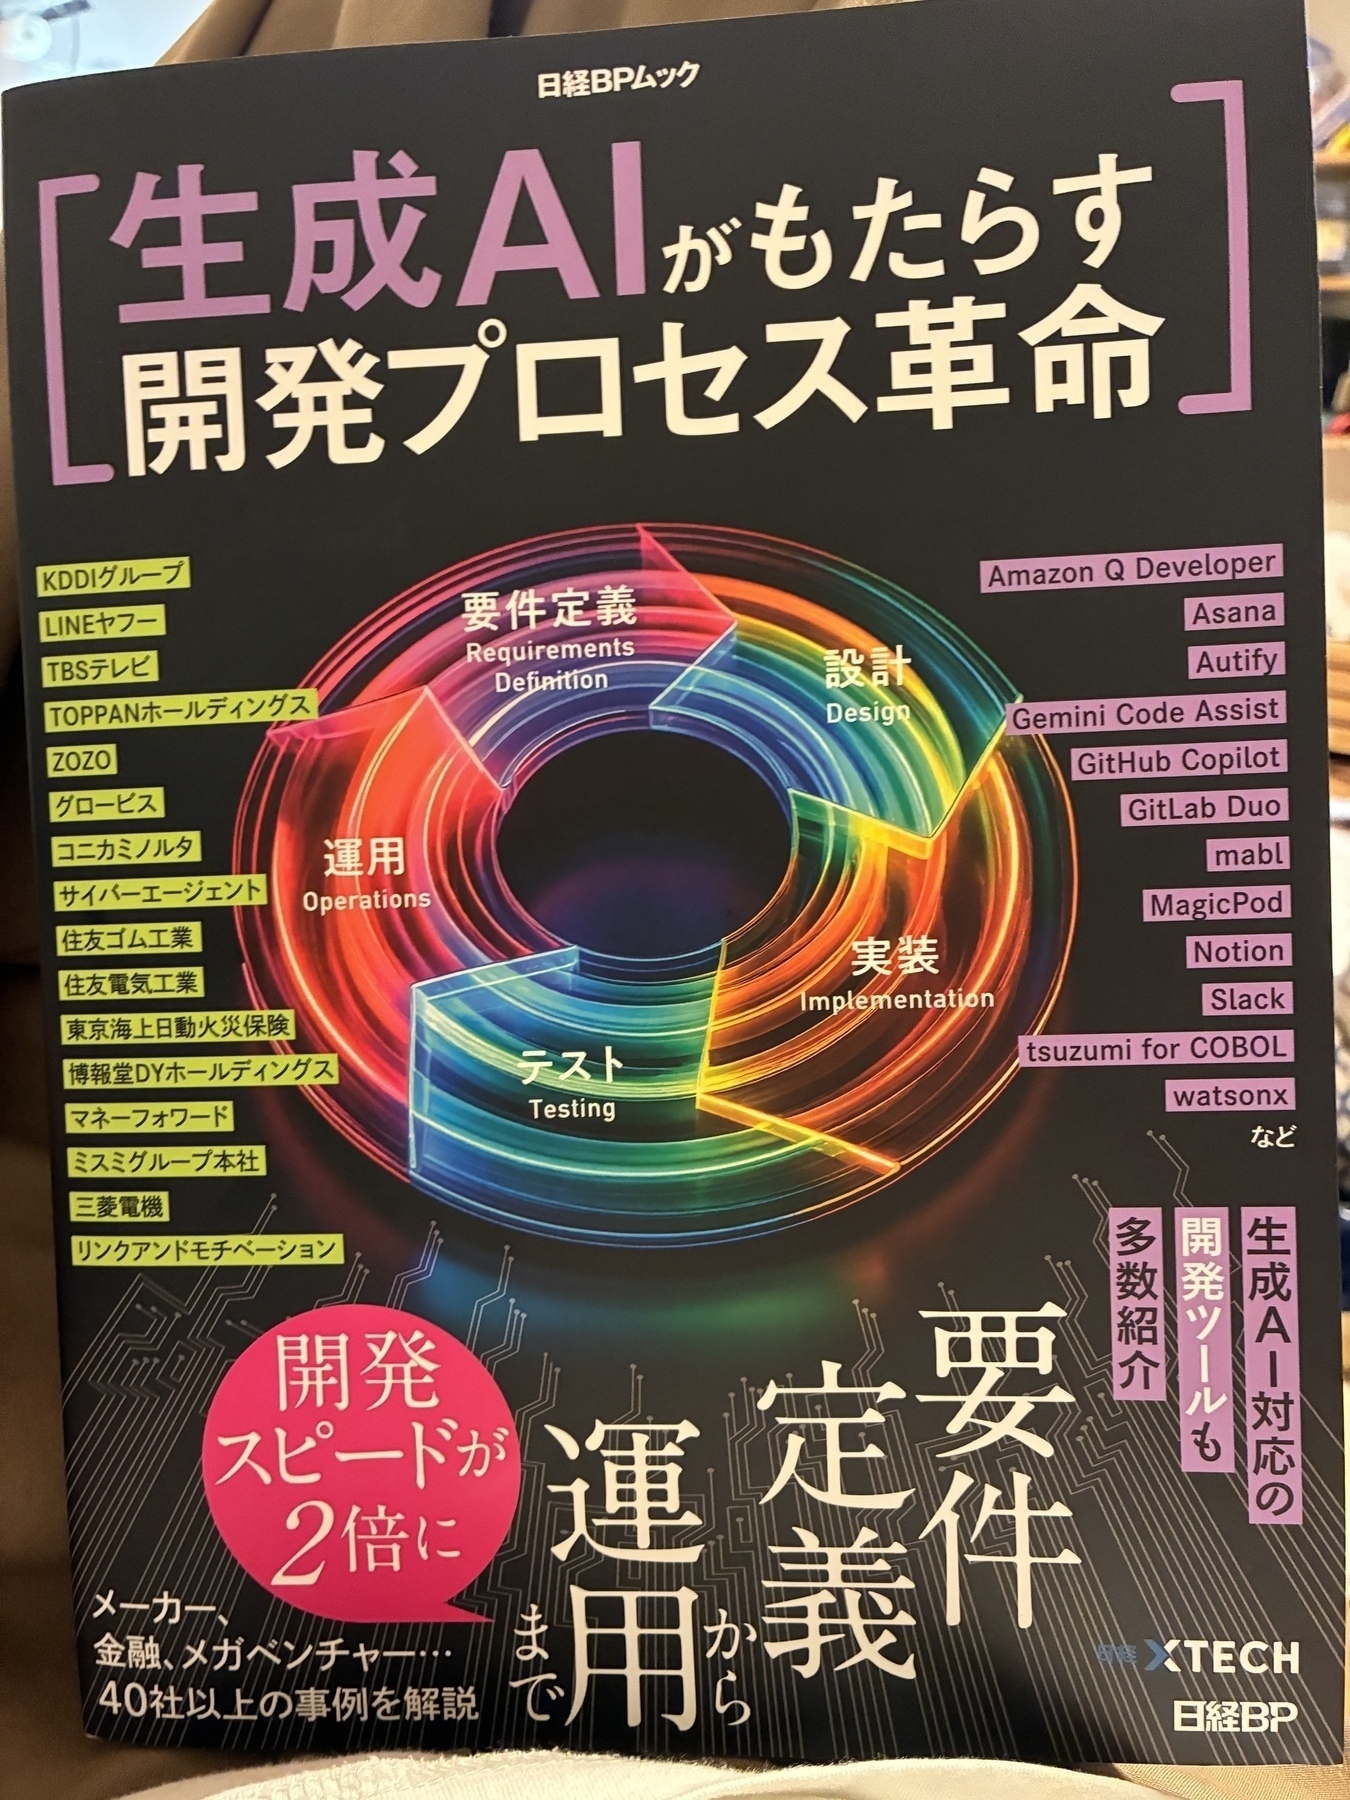 日経BPムック
生成AIがもたらす
開発プロセス革命
KDDIグループ
LINEヤフー
TBSテレビ
TOPPANホールディングス
ZOZO
グロービス
コニカミノルタ
サイバーエージェント
住友ゴム工業
住友電気工業
東京海上日動火災保険
博報堂DYホールディングス
マネーフォワード
ミスミグループ本社
三菱電機
リンクアンドモチベーション
要件定義
Requirements
Definition
設計
Design
実装
Implementation
テスト
Testing
運用
Operations
Amazon Q Developer
Asana
Autify
Gemini Code Assist
GitHub Copilot
GitLab Duo
mabl
MagicPod
Notion
Slack
tsuzumi for COBOL
watsonx
など
生成AI対応の
開発ツールも
多数紹介
要件
定義から
運用まで
開発
スピードが
2倍に
メーカー、
金融、メガベンチャー…
40社以上の事例を解説
日経 XTECH
日経BP